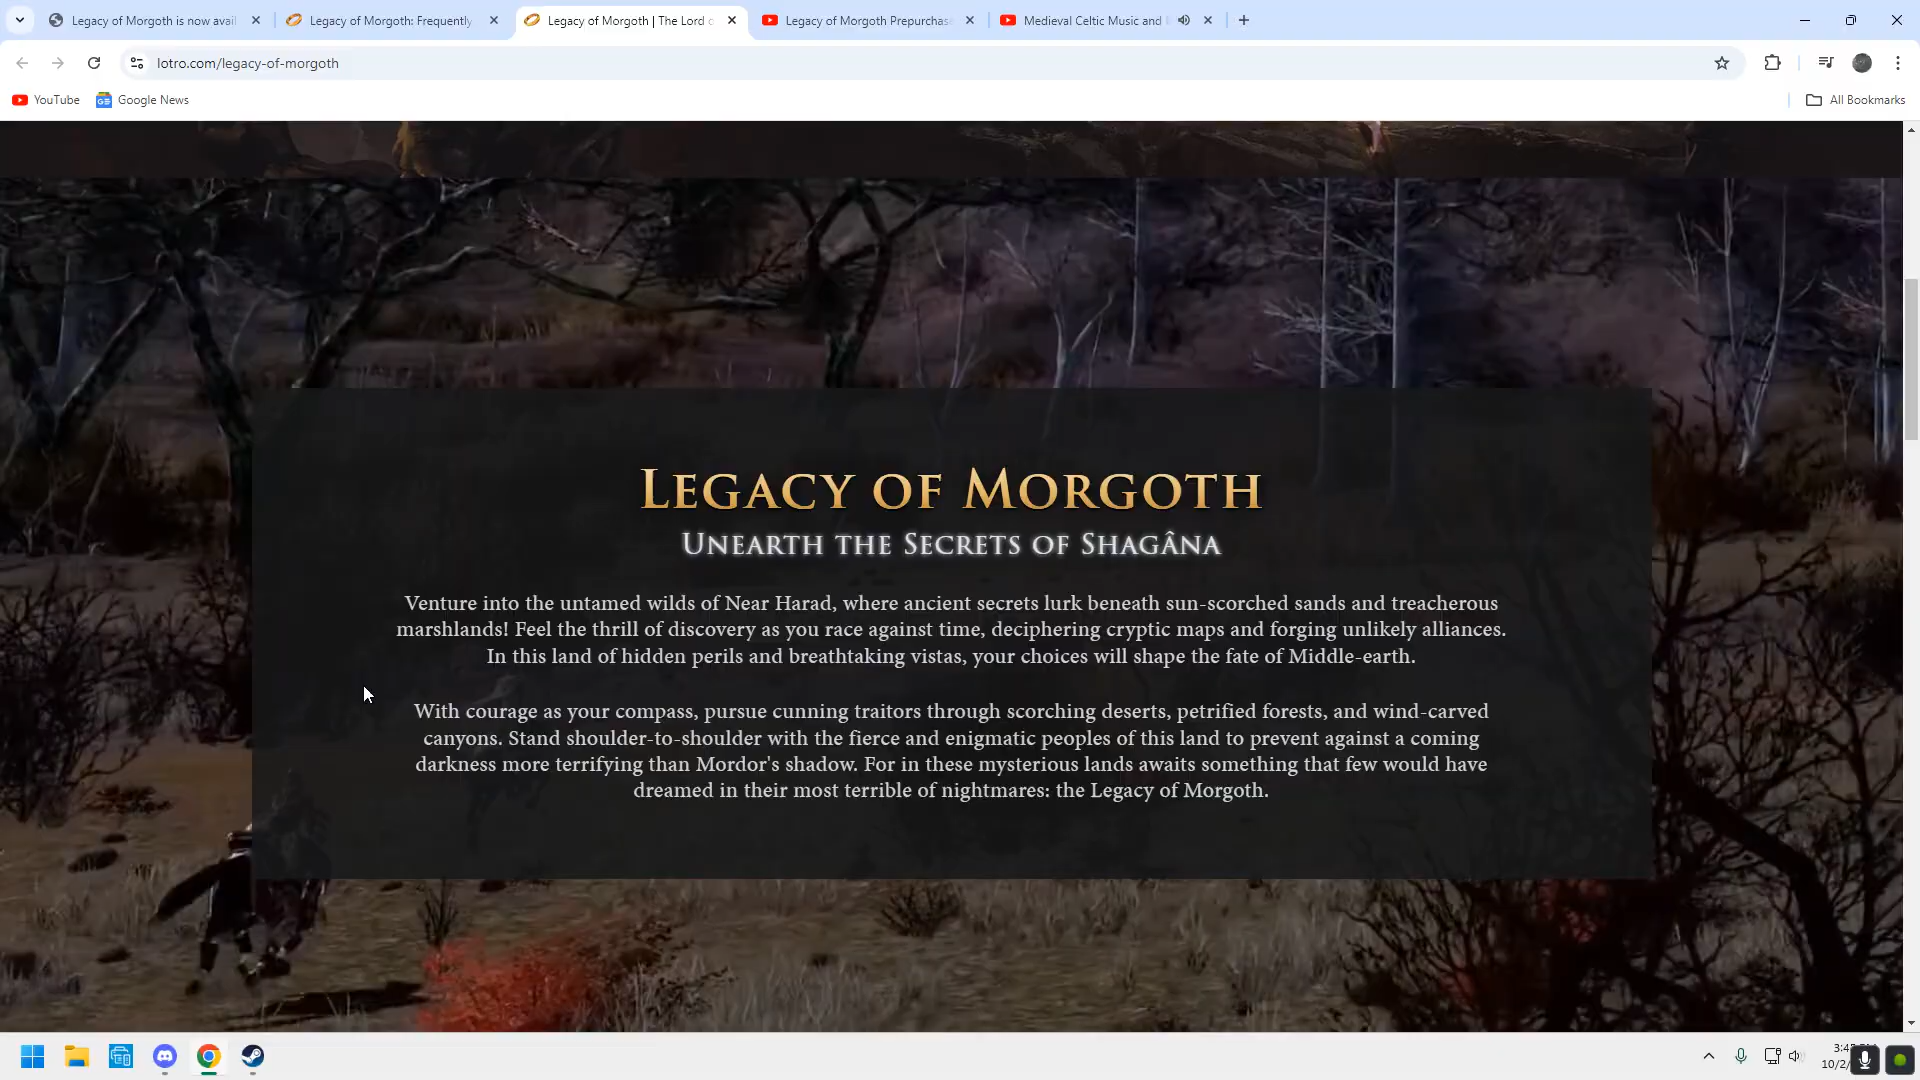 Legacy of Morgoth is now avail
Legacy of Morgoth: Frequently
Legacy of Morgoth | The Lord o
Legacy of Morgoth Prepurchase
Medieval Celtic Music and
lotro.com/legacy-of-morgoth
YouTube
Google News
All Bookmarks
LEGACY OF MORGOTH
UNEARTH THE SECRETS OF SHAGÂNA
Venture into the untamed wilds of Near Harad, where ancient secrets lurk beneath sun-scorched sands and treacherous
marshlands! Feel the thrill of discovery as you race against time, deciphering cryptic maps and forging unlikely alliances.
In this land of hidden perils and breathtaking vistas, your choices will shape the fate of Middle-earth.
With courage as your compass, pursue cunning traitors through scorching deserts, petrified forests, and wind-carved
canyons. Stand shoulder-to-shoulder with the fierce and enigmatic peoples of this land to prevent against a coming
darkness more terrifying than Mordor's shadow. For in these mysterious lands awaits something that few would have
dreamed in their most terrible of nightmares: the Legacy of Morgoth.
10/2/